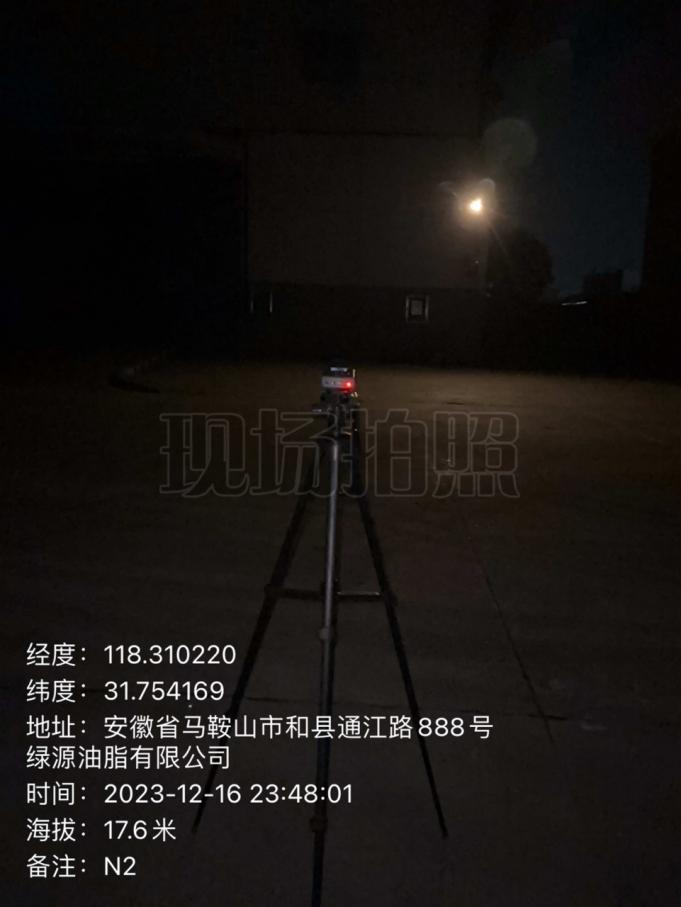 现场拍照
经度：118.310220
纬度：31.754169
地址：安徽省马鞍山市和县通江路888号
绿源油脂有限公司
时间：2023-12-16 23:48:01
海拔：17.6米
备注：N2